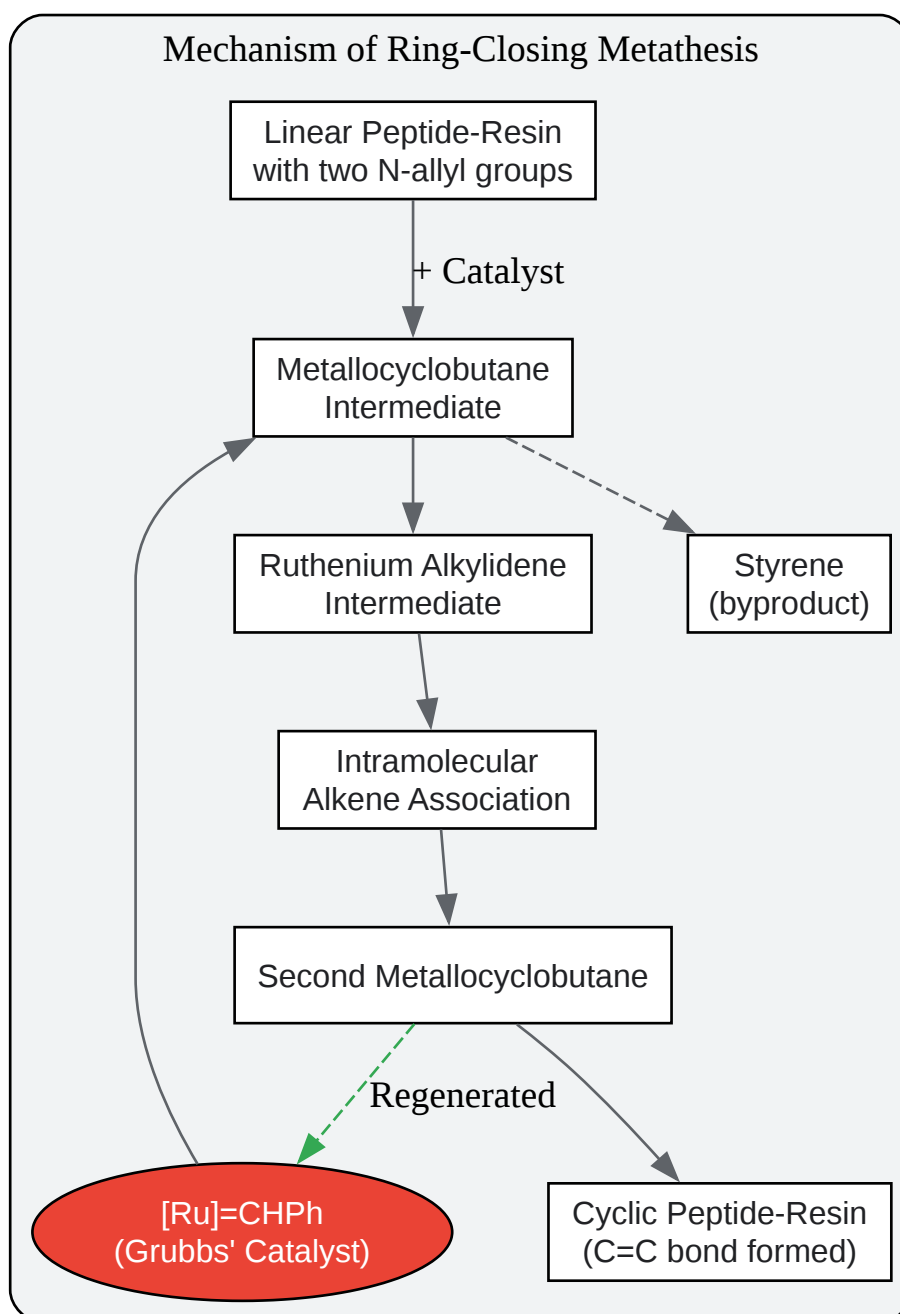 Mechanism of Ring-Closing Metathesis
Linear Peptide-Resin
with two N-allyl groups
+ Catalyst
Metallocyclobutane
Intermediate
Ruthenium Alkylidene
Intermediate
Styrene
(byproduct)
Intramolecular
Alkene Association
Second Metallocyclobutane
Regenerated
[Ru]=CHPh
(Grubbs' Catalyst)
Cyclic Peptide-Resin
(C=C bond formed)